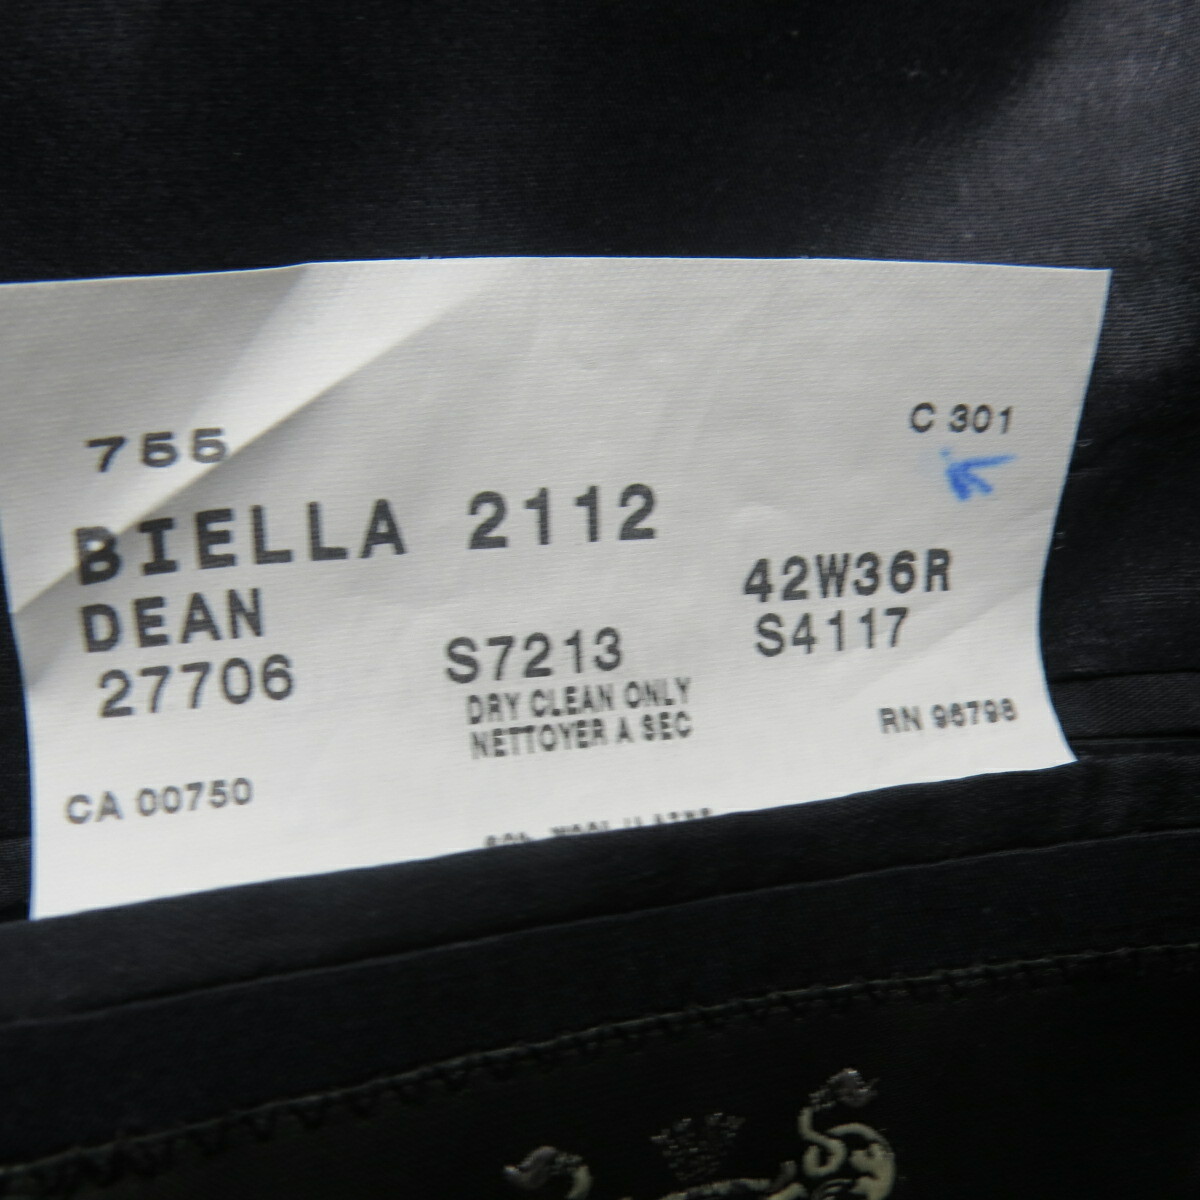 755
C 301
BIELLA 2112
DEAN
42W36R
27706
S7213
S4117
DRY CLEAN ONLY
NETTOYER A SEC
RN 96798
CA 00750